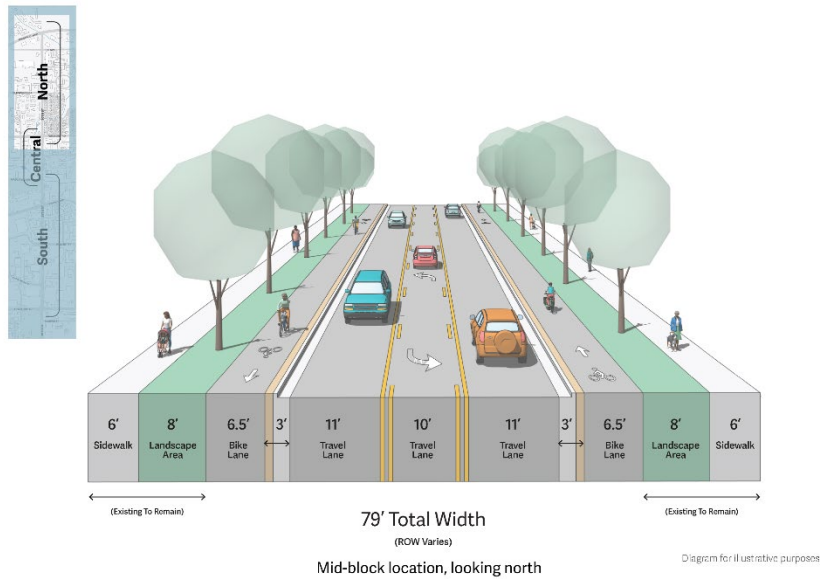 North
Central
South
6′ 8′ 6.5′ 3′ 11′ 10′ 11′ 3′ 6.5′ 8′ 6′
Sidewalk Landscape Area Bike Lane Travel Lane Travel Lane Travel Lane Bike Lane Landscape Area Sidewalk
(Existing To Remain) (Existing To Remain)
79′ Total Width
(ROW Varies)
Mid-block location, looking north
Diagram for illustrative purposes